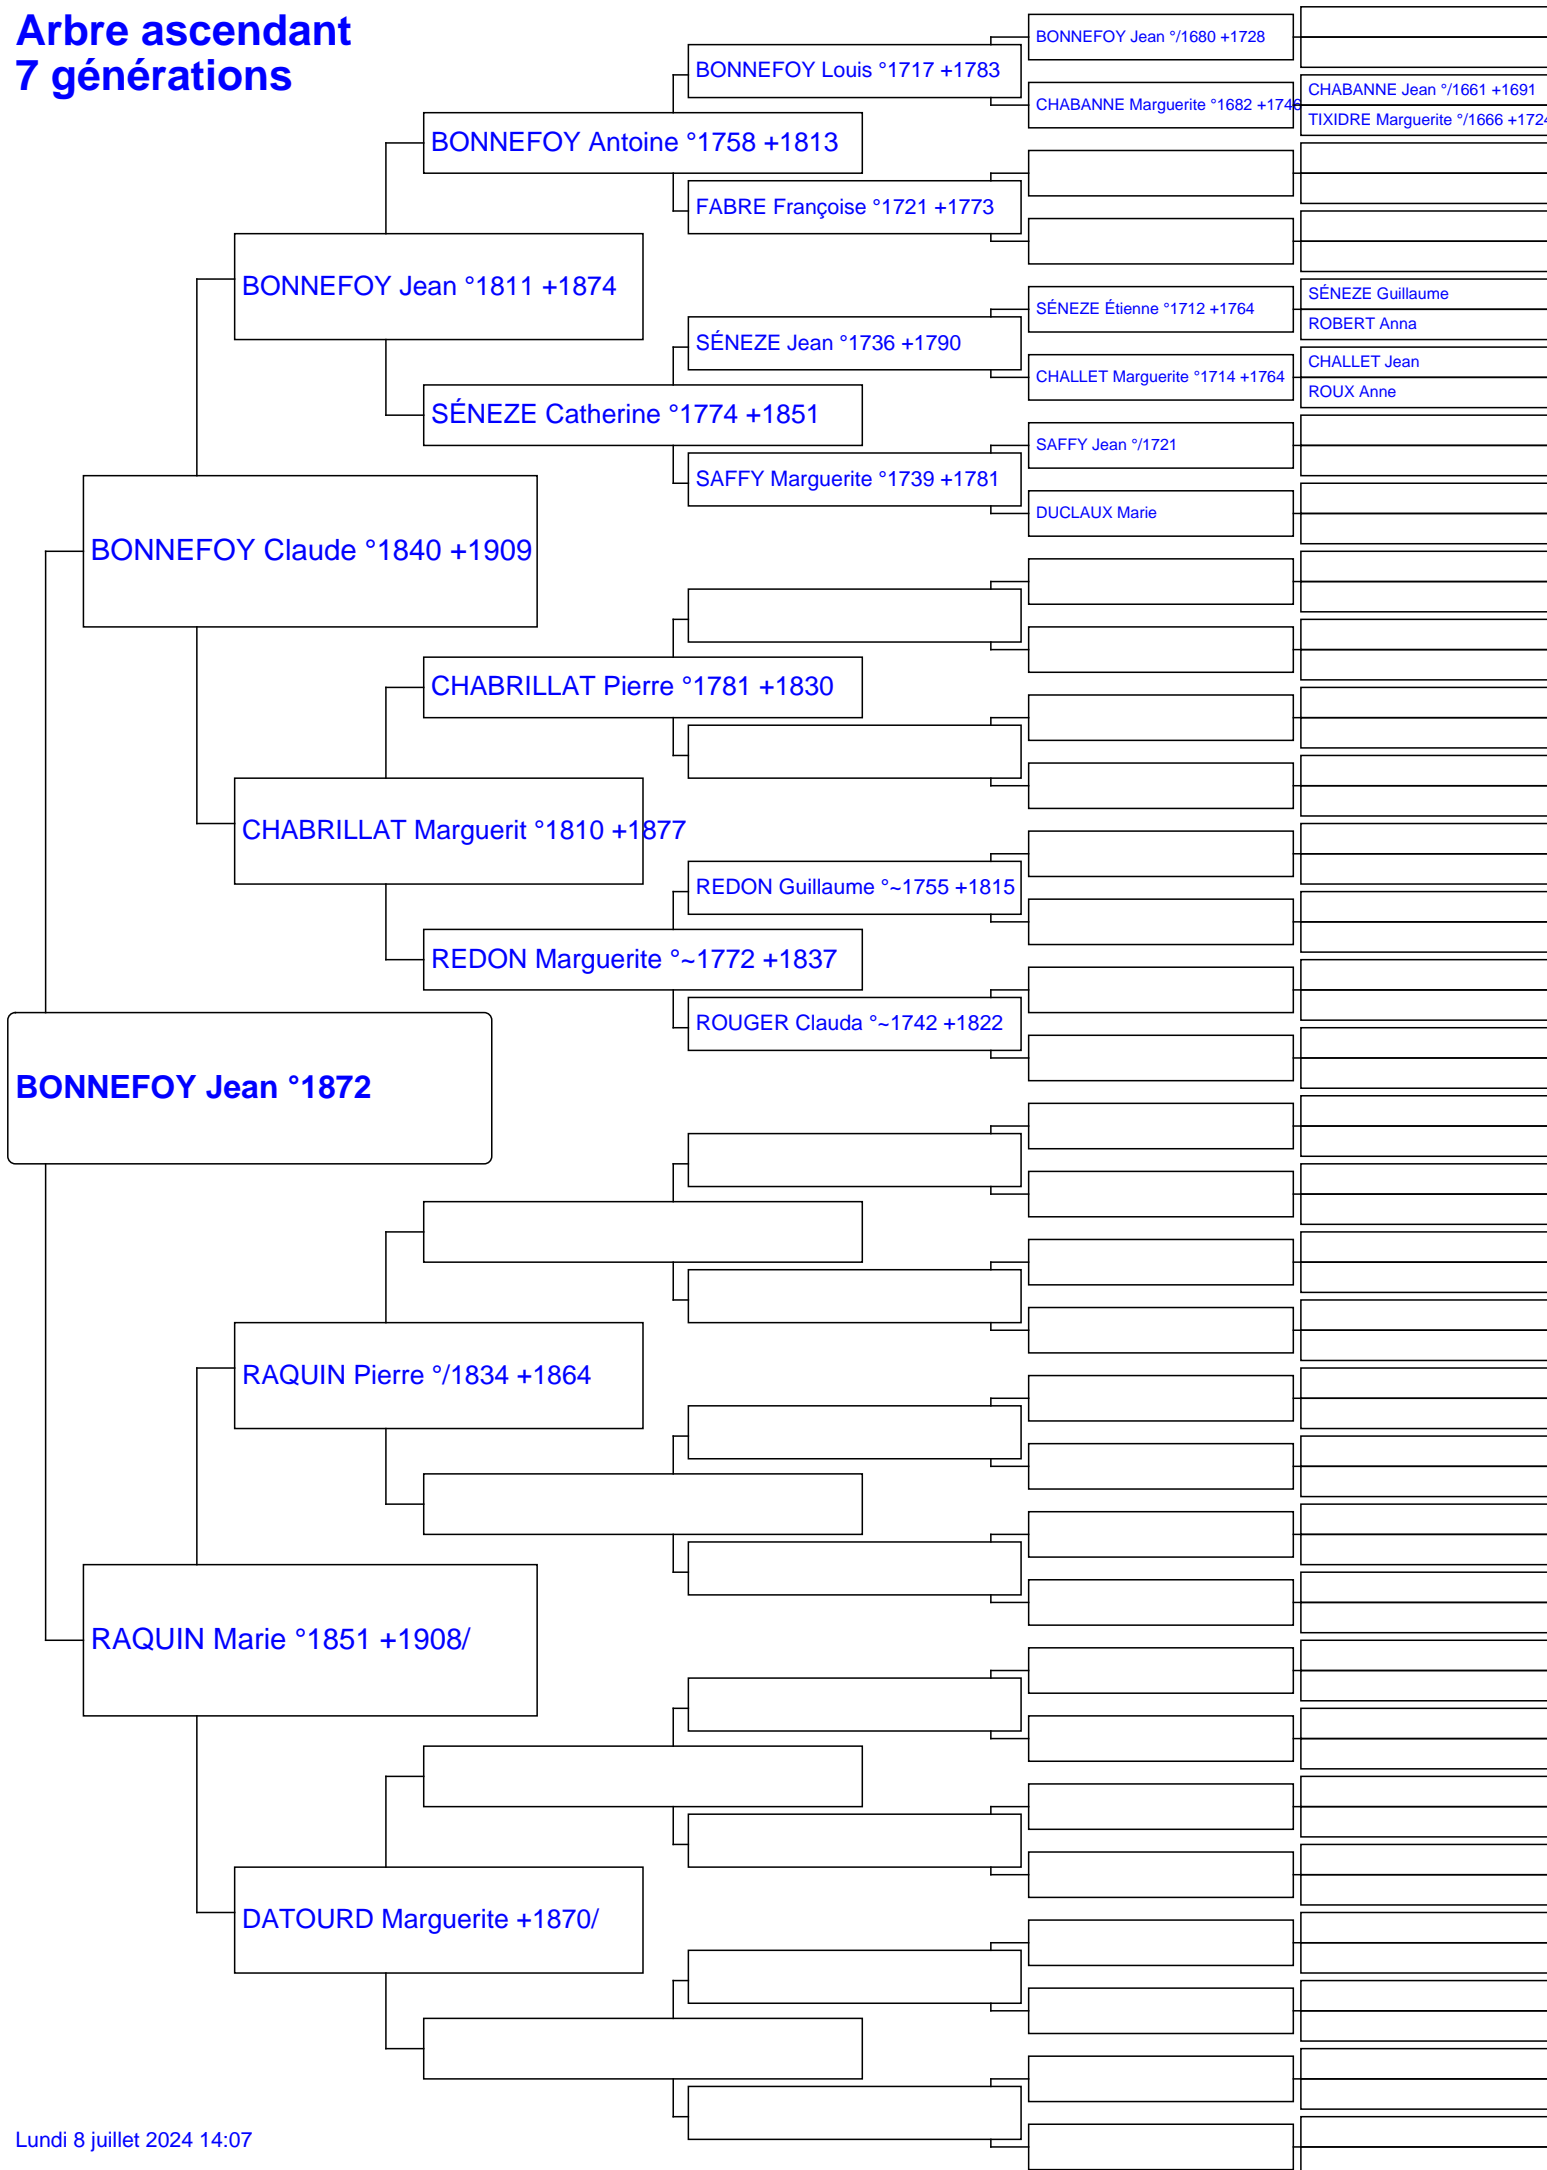 Arbre ascendant
7 générations
BONNEFOY Jean °1872
BONNEFOY Claude °1840 +1909
RAQUIN Marie °1851 +1908/
BONNEFOY Jean °1811 +1874
CHABRILLAT Marguerit °1810 +1877
RAQUIN Pierre °/1834 +1864
DATOURD Marguerite +1870/
BONNEFOY Antoine °1758 +1813
SÉNEZE Catherine °1774 +1851
CHABRILLAT Pierre °1781 +1830
REDON Marguerite °~1772 +1837
BONNEFOY Louis °1717 +1783
FABRE Françoise °1721 +1773
SÉNEZE Jean °1736 +1790
SAFFY Marguerite °1739 +1781
REDON Guillaume °~1755 +1815
ROUGER Clauda °~1742 +1822
BONNEFOY Jean °/1680 +1728
CHABANNE Marguerite °1682 +1746
SÉNEZE Étienne °1712 +1764
CHALLET Marguerite °1714 +1764
SAFFY Jean °/1721
DUCLAUX Marie
CHABANNE Jean °/1661 +1691
TIXIDRE Marguerite °/1666 +1724
SÉNEZE Guillaume
ROBERT Anna
CHALLET Jean
ROUX Anne
Lundi 8 juillet 2024 14:07